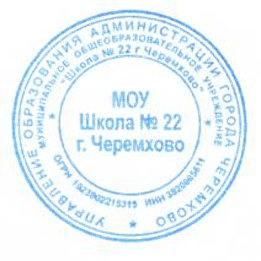 УПРАВЛЕНИЕ ОБРАЗОВАНИЯ АДМИНИСТРАЦИИ ГОРОДА ЧЕРЕМХОВО
МУНИЦИПАЛЬНОЕ ОБЩЕОБРАЗОВАТЕЛЬНОЕ УЧРЕЖДЕНИЕ
"Школа № 22 г Черемхово"
МОУ
Школа № 22
г. Черемхово
ОГРН ИНН